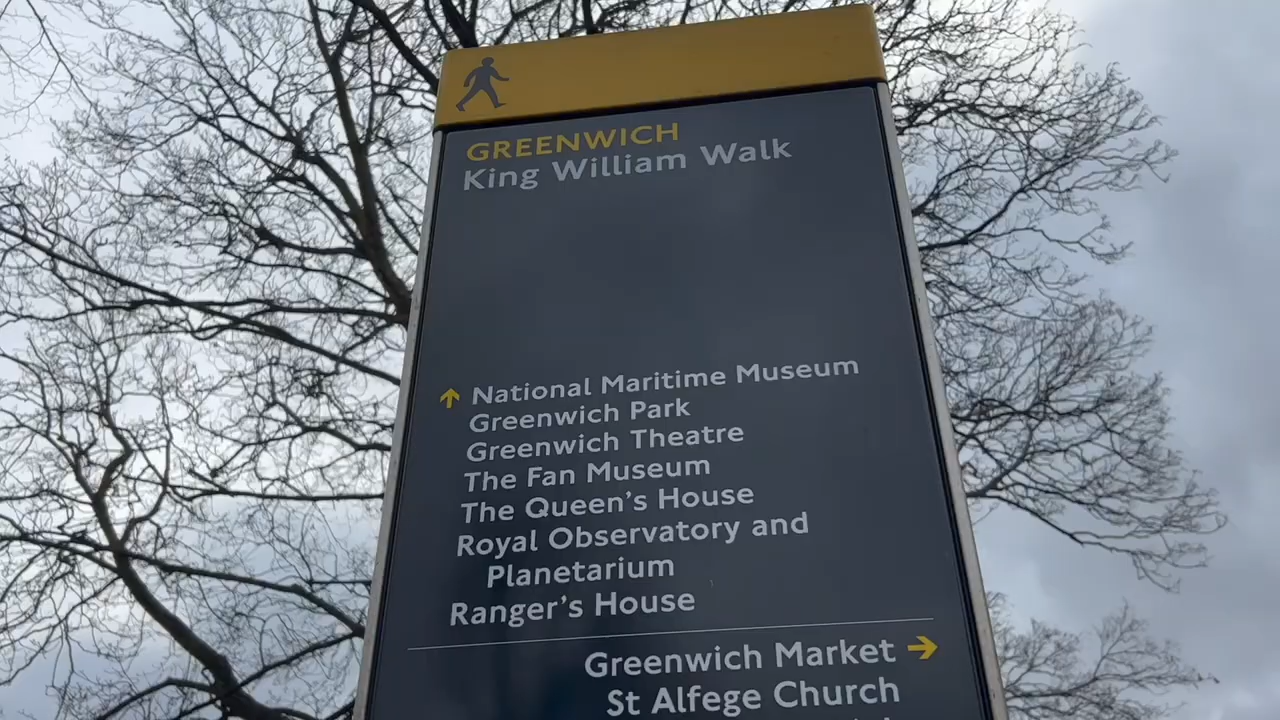 GREENWICH
King William Walk
National Maritime Museum
Greenwich Park
Greenwich Theatre
The Fan Museum
The Queen's House
Royal Observatory and
Planetarium
Ranger's House
Greenwich Market
St Alfege Church